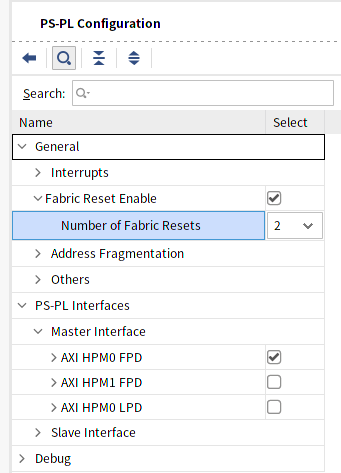 PS-PL Configuration
Search:
Name Select
General
Interrupts
Fabric Reset Enable
Number of Fabric Resets 2
Address Fragmentation
Others
PS-PL Interfaces
Master Interface
AXI HPM0 FPD
AXI HPM1 FPD
AXI HPM0 LPD
Slave Interface
Debug